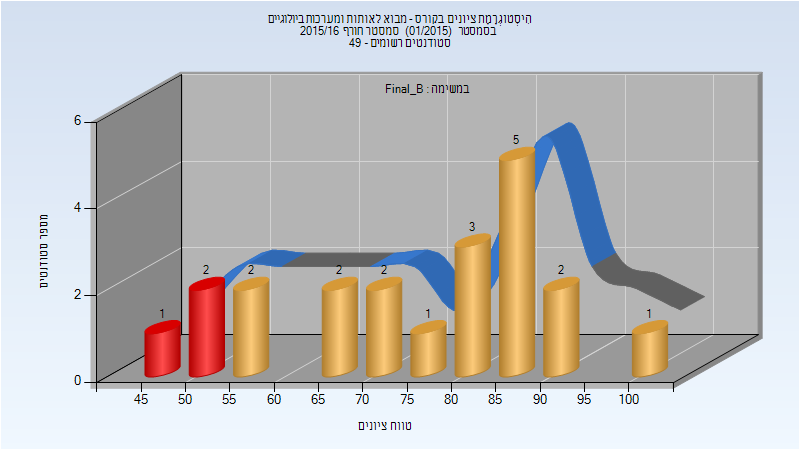 הִיסְטוֹגְרַמַת ציונים בקורס - מבוא לאותות ומערכות ביולוגיים
בסמסטר (01/2015) סמסטר חורף 2015/16
סטודנטים רשומים - 49
במשימה : Final_B
מספר סטודנטים
6
4
2
0
1
2
2
2
2
1
3
5
2
1
45 50 55 60 65 70 75 80 85 90 95 100
טווח ציונים